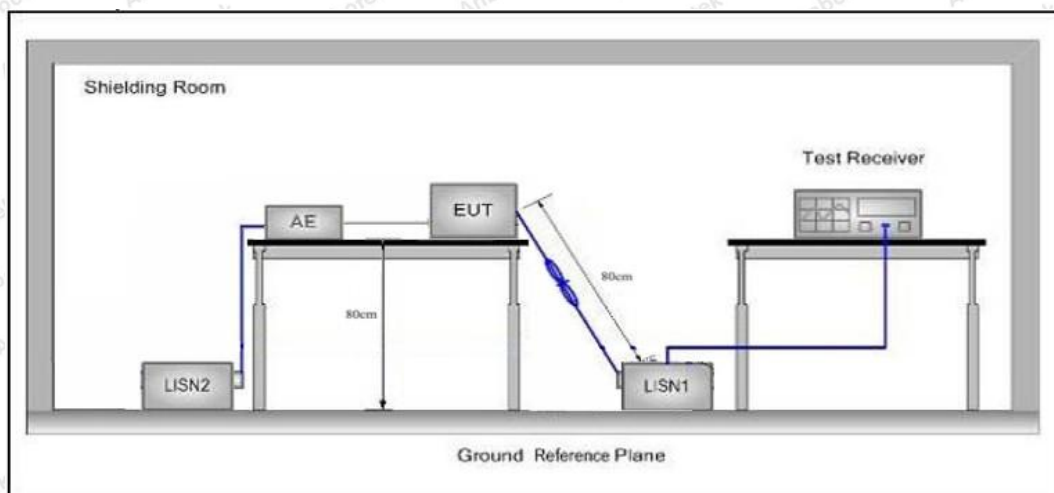 Shielding Room
Test Receiver
AE
EUT
80cm
80cm
LISN2
LISN1
Ground Reference Plane